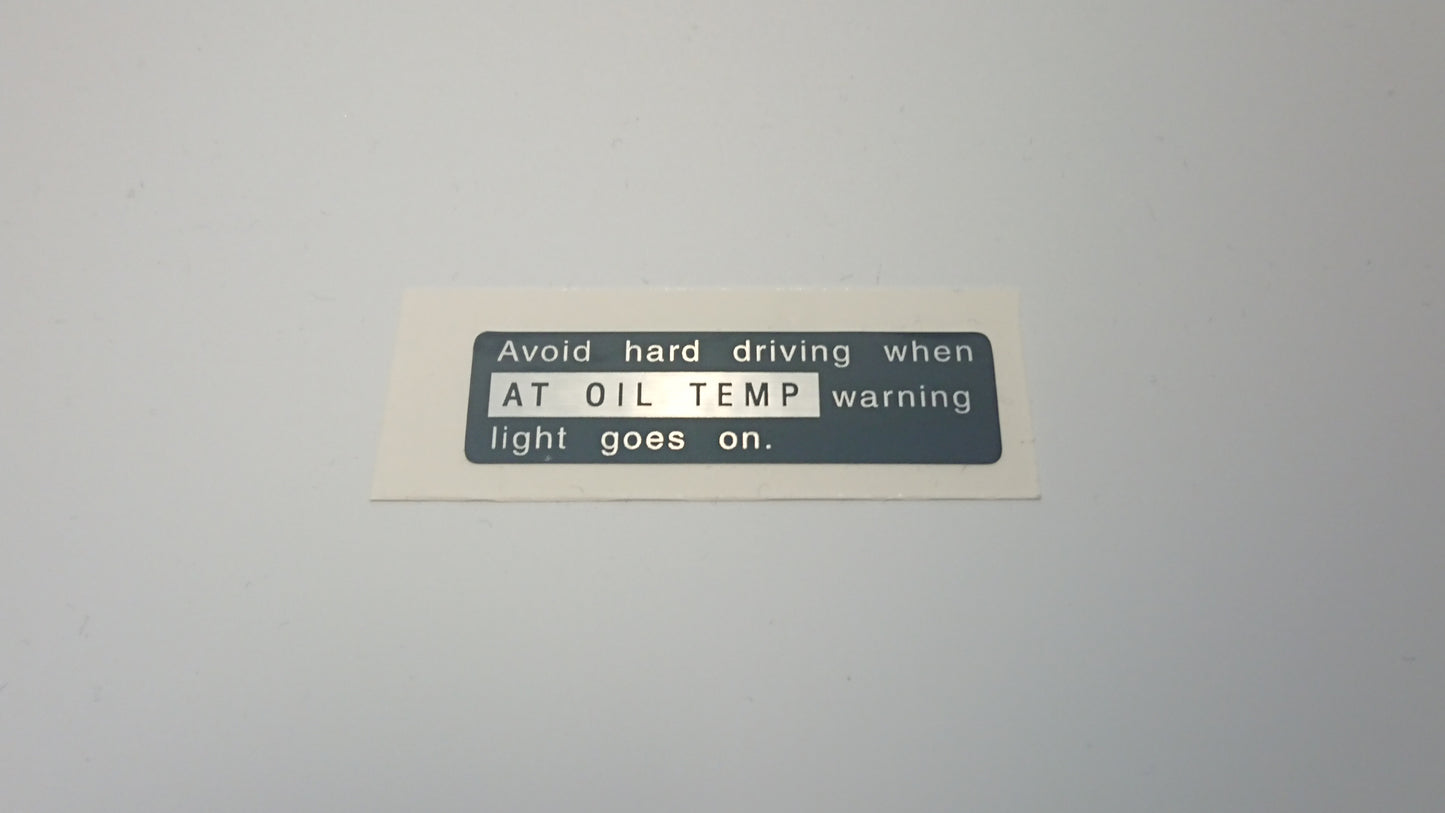 Avoid hard driving when
AT OIL TEMP warning
light goes on.